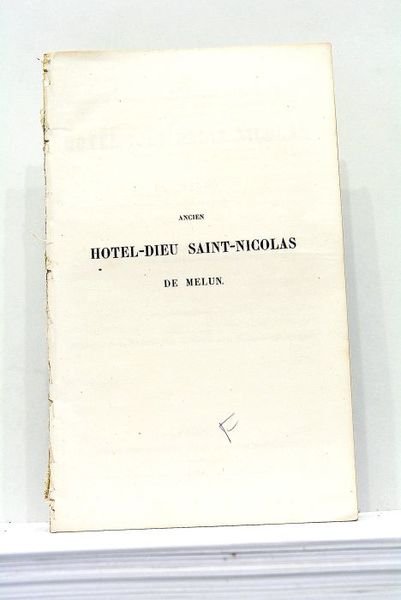 ANCIEN
HOTEL-DIEU SAINT-NICOLAS
DE MELUN.